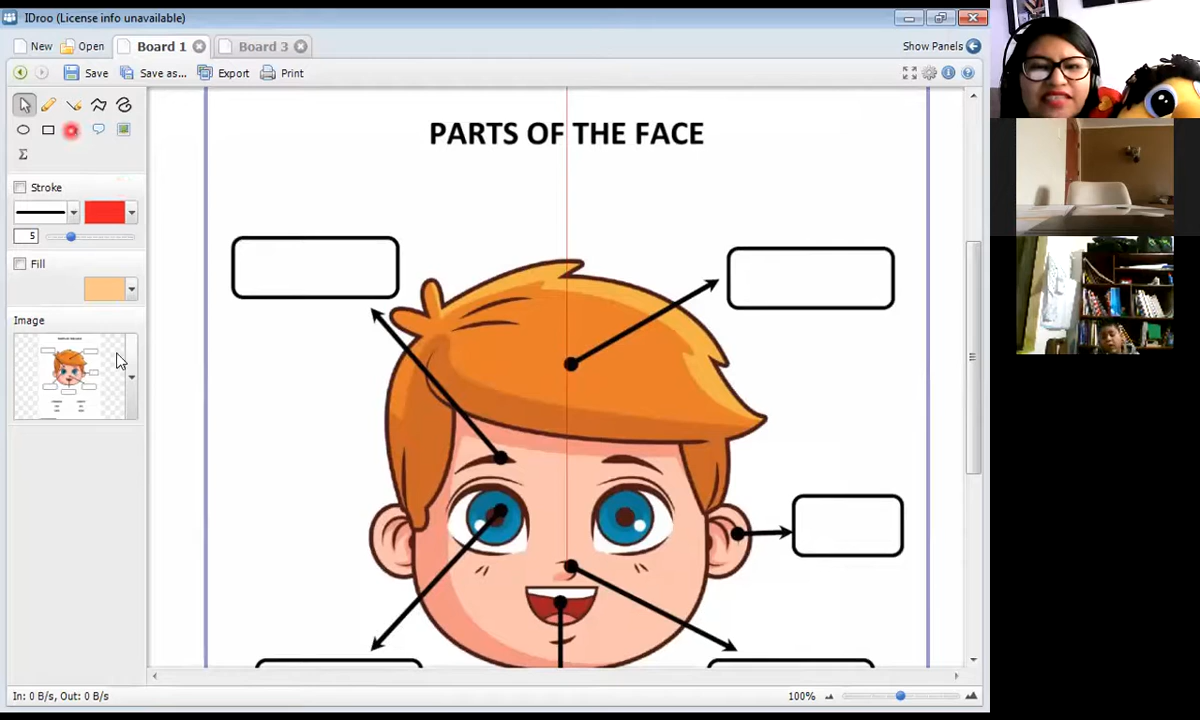 IDroo (License info unavailable)
New Open Board 1 Board 3 Show Panels
Save Save as... Export Print
PARTS OF THE FACE
Stroke
5
Fill
Image
In: 0 B/s, Out: 0 B/s 100%